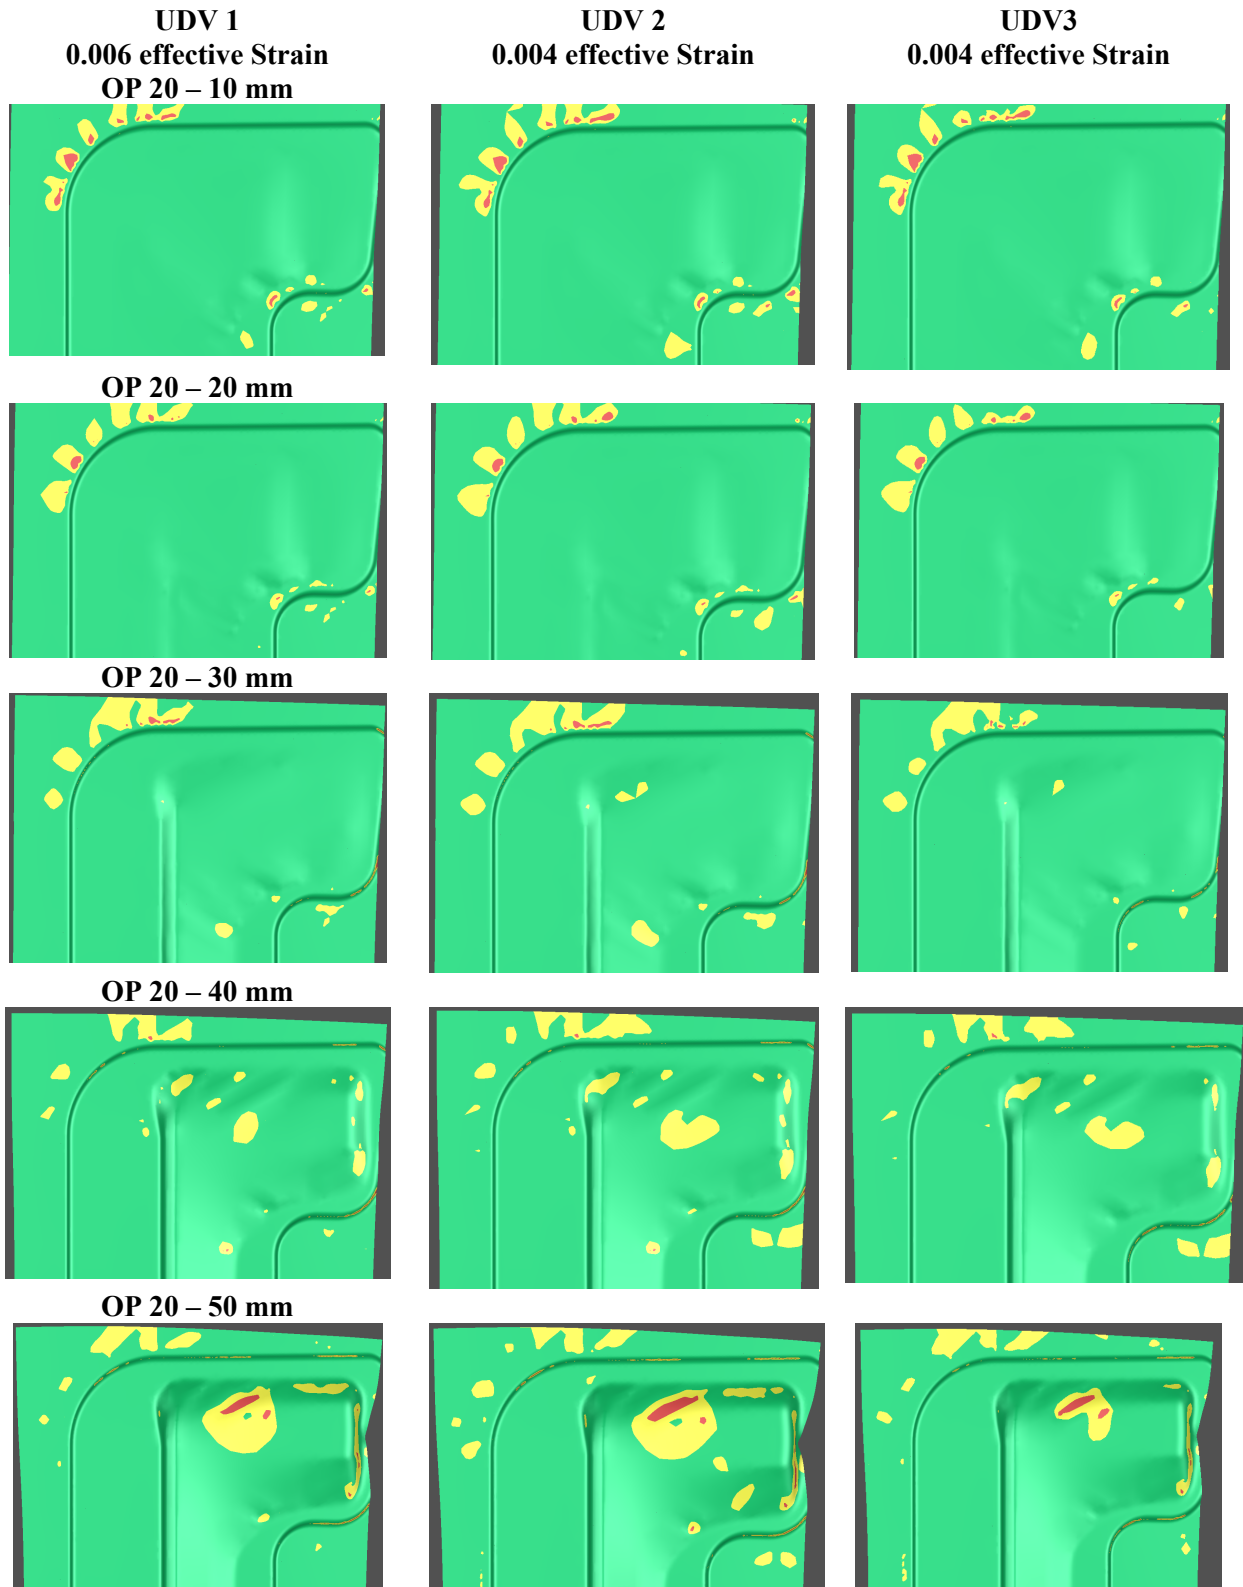 UDV 1
0.006 effective Strain
UDV 2
0.004 effective Strain
UDV3
0.004 effective Strain
OP 20 – 10 mm
OP 20 – 20 mm
OP 20 – 30 mm
OP 20 – 40 mm
OP 20 – 50 mm